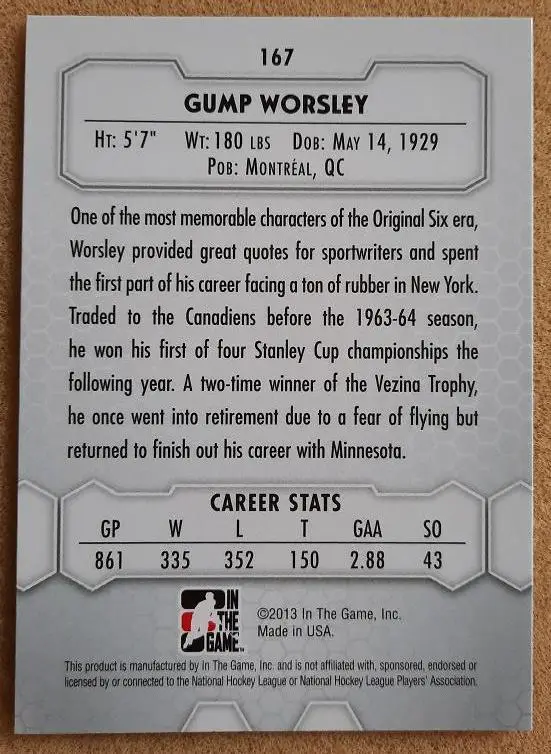 167
GUMP WORSLEY
HT: 5'7" WT: 180 LBS DOB: MAY 14, 1929
POB: MONTRÉAL, QC
One of the most memorable characters of the Original Six era,
Worsley provided great quotes for sportwriters and spent
the first part of his career facing a ton of rubber in New York.
Traded to the Canadiens before the 1963-64 season,
he won his first of four Stanley Cup championships the
following year. A two-time winner of the Vezina Trophy,
he once went into retirement due to a fear of flying but
returned to finish out his career with Minnesota.
CAREER STATS
GP W L T GAA SO
861 335 352 150 2.88 43
IN
THE
GAME
©2013 In The Game, Inc.
Made in USA.
This product is manufactured by In The Game, Inc. and is not affiliated with, sponsored, endorsed or
licensed by or connected to the National Hockey League or National Hockey League Players' Association.